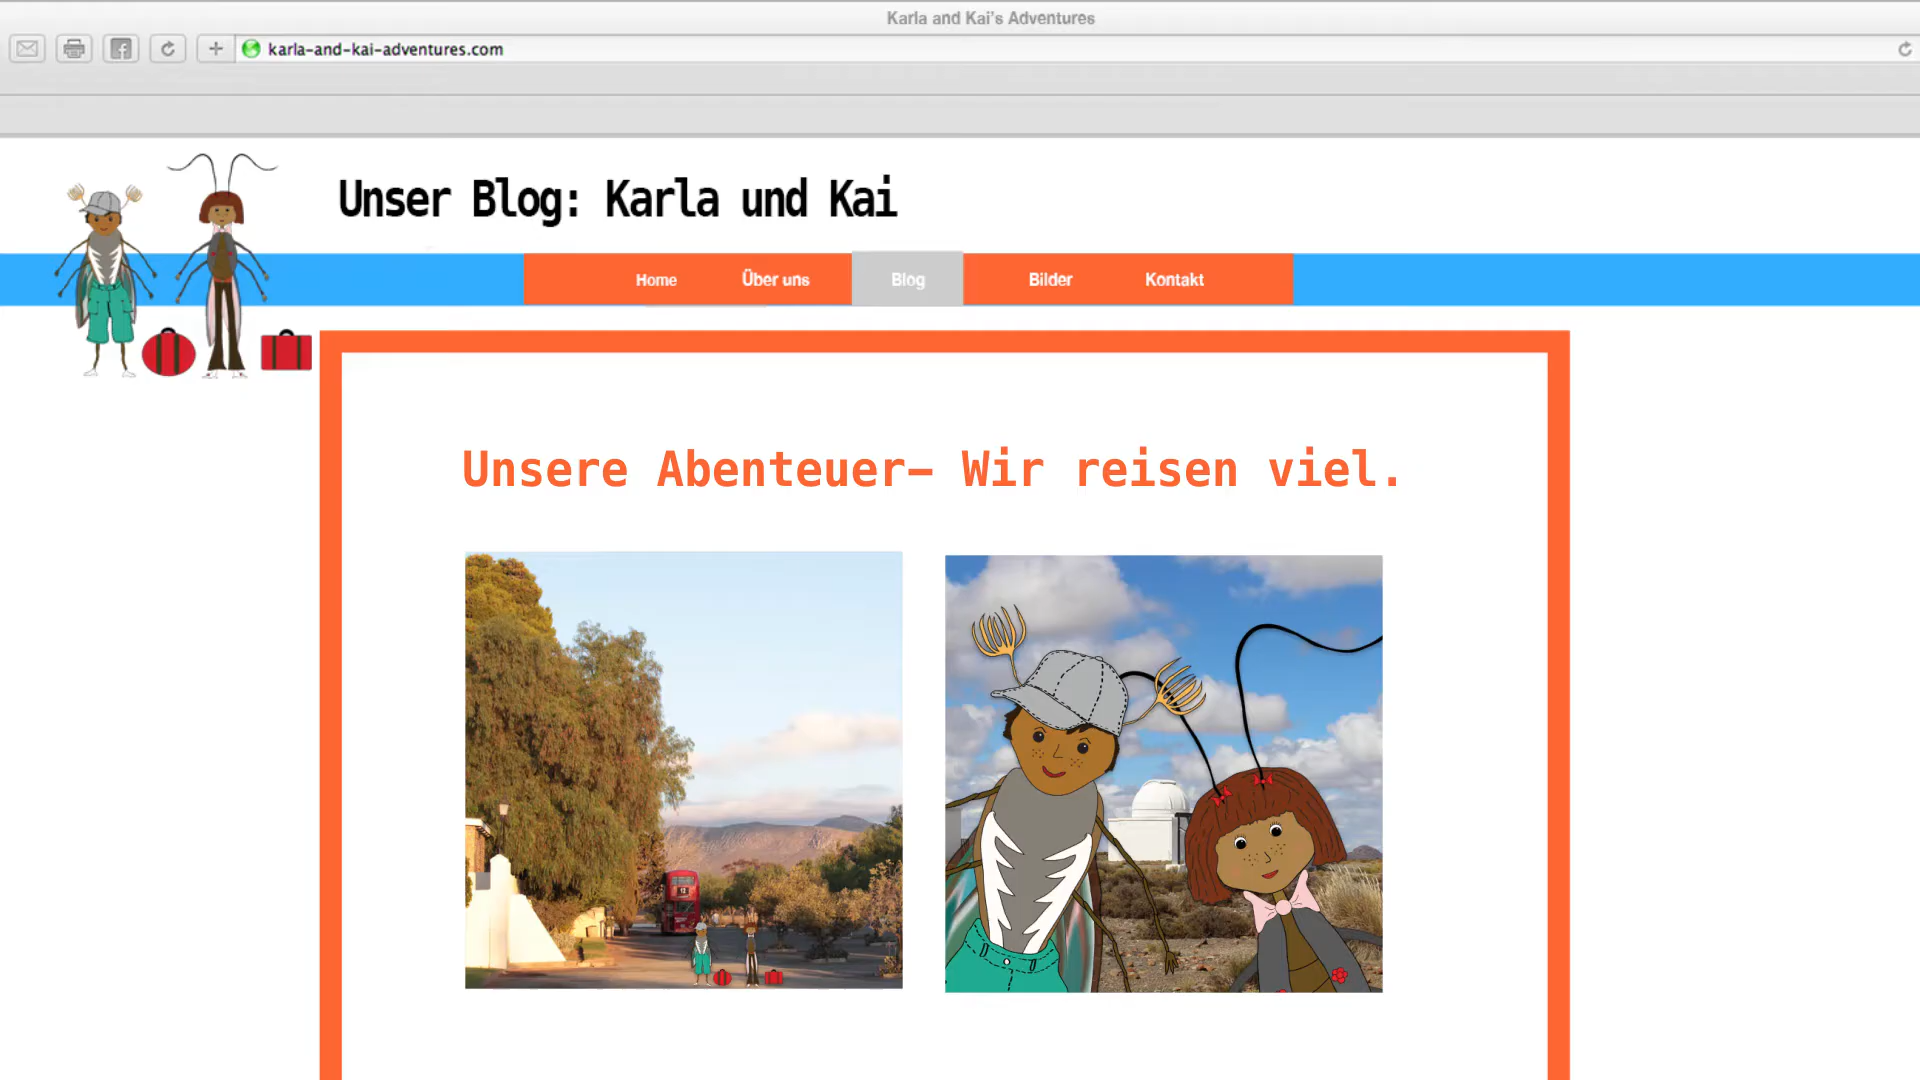 Karla and Kai's Adventures
karla-and-kai-adventures.com
Unser Blog: Karla und Kai
Home Über uns Blog Bilder Kontakt
Unsere Abenteuer– Wir reisen viel.